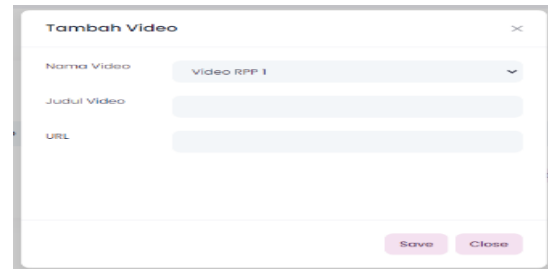 Tambah Video
Nama Video
Video RPP 1
Judul Video
URL
Save Close